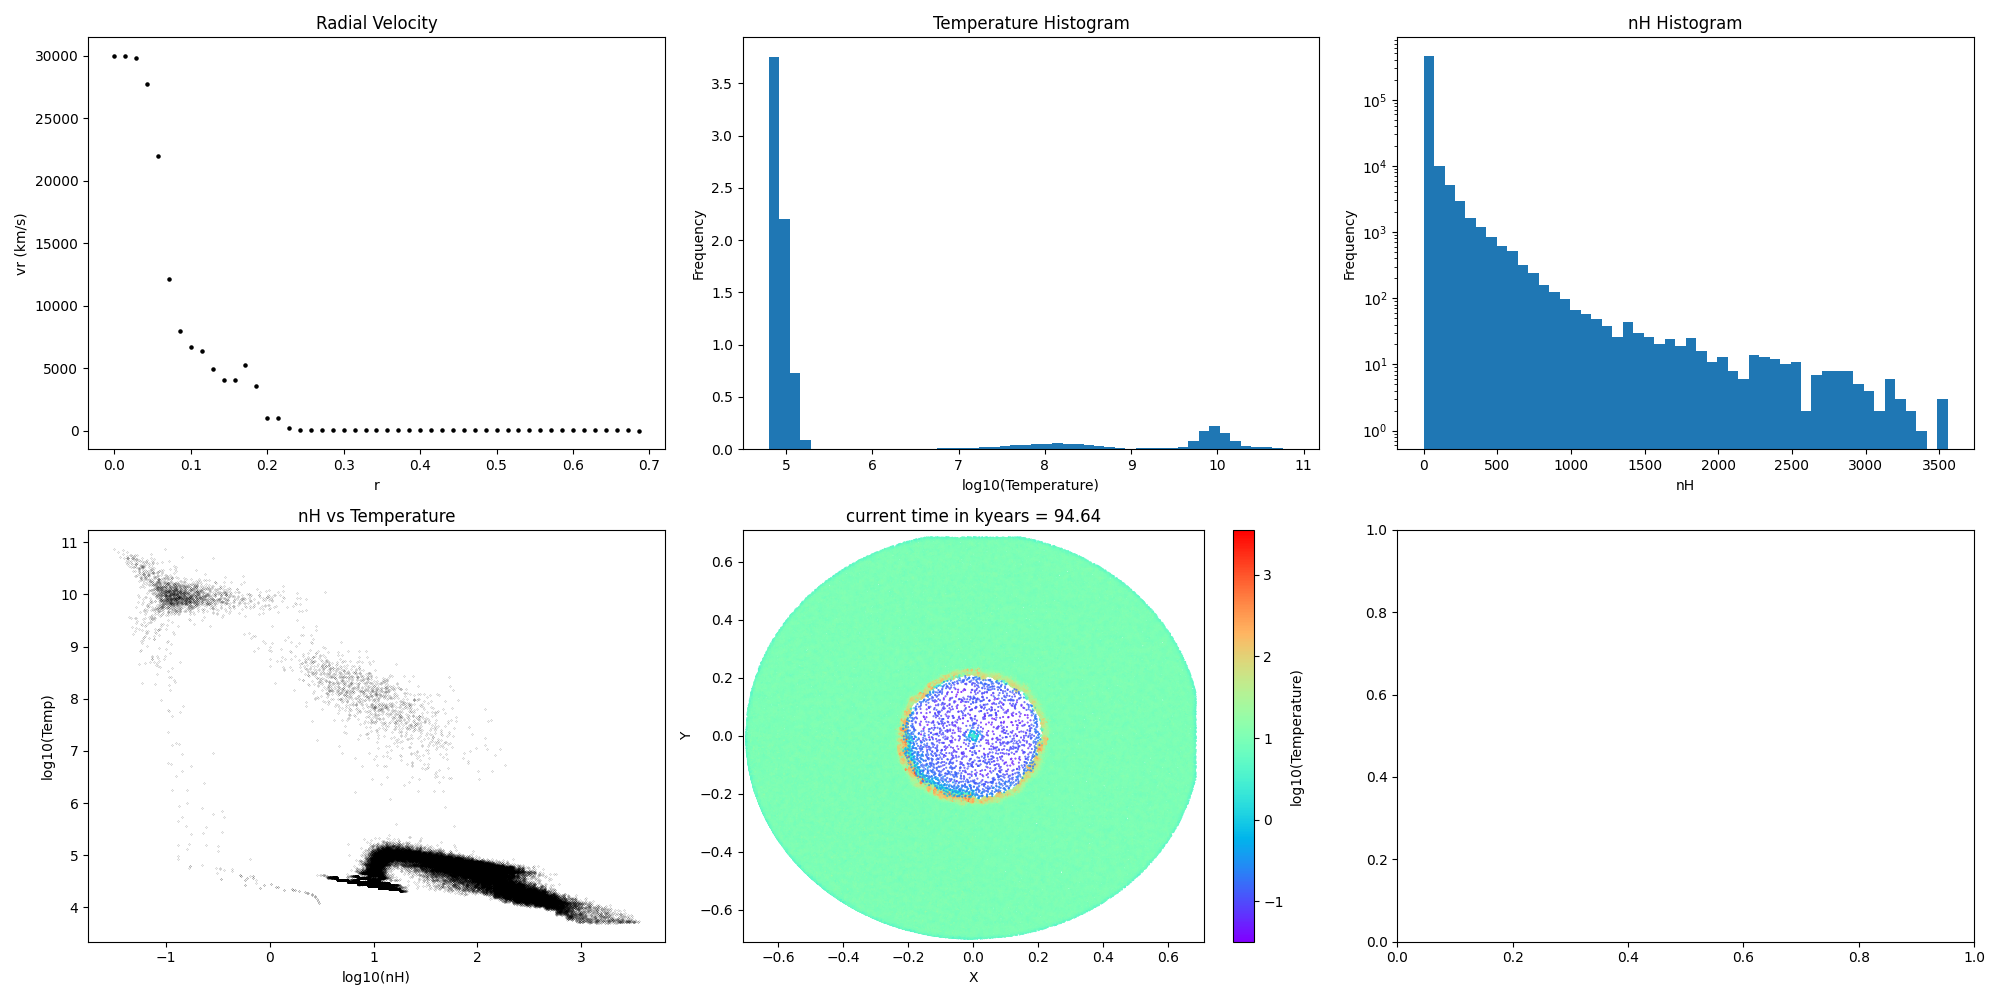 Radial Velocity
30000
25000
20000
15000
10000
5000
0
vr (km/s)
0.0 0.1 0.2 0.3 0.4 0.5 0.6 0.7
r
Temperature Histogram
3.5
3.0
2.5
2.0
1.5
1.0
0.5
0.0
Frequency
5 6 7 8 9 10 11
log10(Temperature)
nH Histogram
10⁵
10⁴
10³
10²
10¹
10⁰
Frequency
0 500 1000 1500 2000 2500 3000 3500
nH
nH vs Temperature
11
10
9
8
7
6
5
4
log10(Temp)
−1 0 1 2 3
log10(nH)
current time in kyears = 94.64
0.6
0.4
0.2
0.0
−0.2
−0.4
−0.6
Y
−0.6 −0.4 −0.2 0.0 0.2 0.4 0.6
X
3
2
1
0
−1
log10(Temperature)
1.0
0.8
0.6
0.4
0.2
0.0
0.0 0.2 0.4 0.6 0.8 1.0